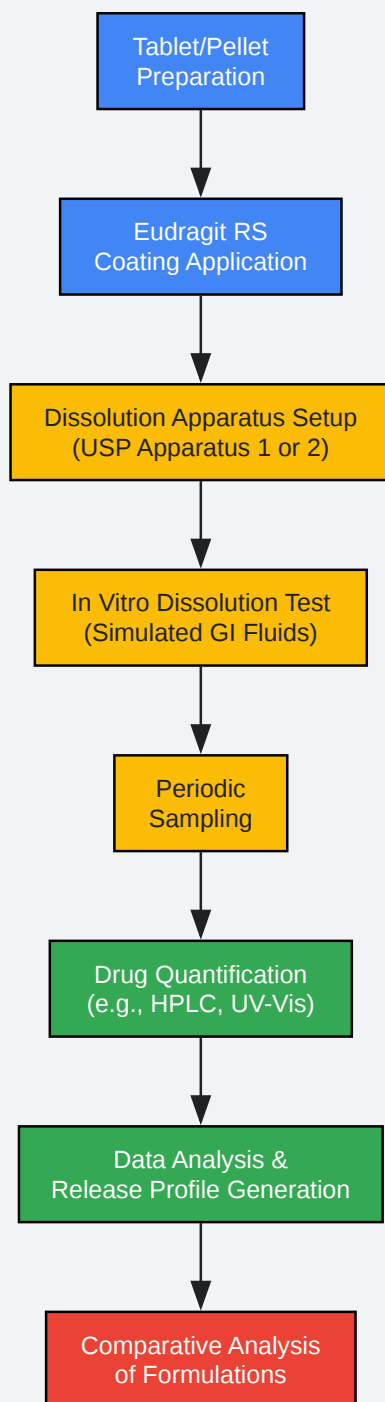 Tablet/Pellet
Preparation
Eudragit RS
Coating Application
Dissolution Apparatus Setup
(USP Apparatus 1 or 2)
In Vitro Dissolution Test
(Simulated GI Fluids)
Periodic
Sampling
Drug Quantification
(e.g., HPLC, UV-Vis)
Data Analysis &
Release Profile Generation
Comparative Analysis
of Formulations